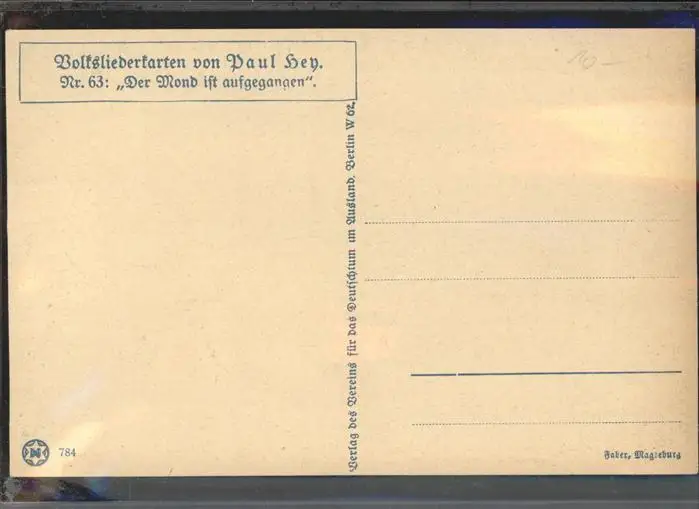 Volksliederkarten von Paul Hey.
Nr. 63: „Der Mond ist aufgegangen“.
10–
Verlag des Vereins für das Deutschtum im Ausland, Berlin W 62.
784
Faber, Magdeburg